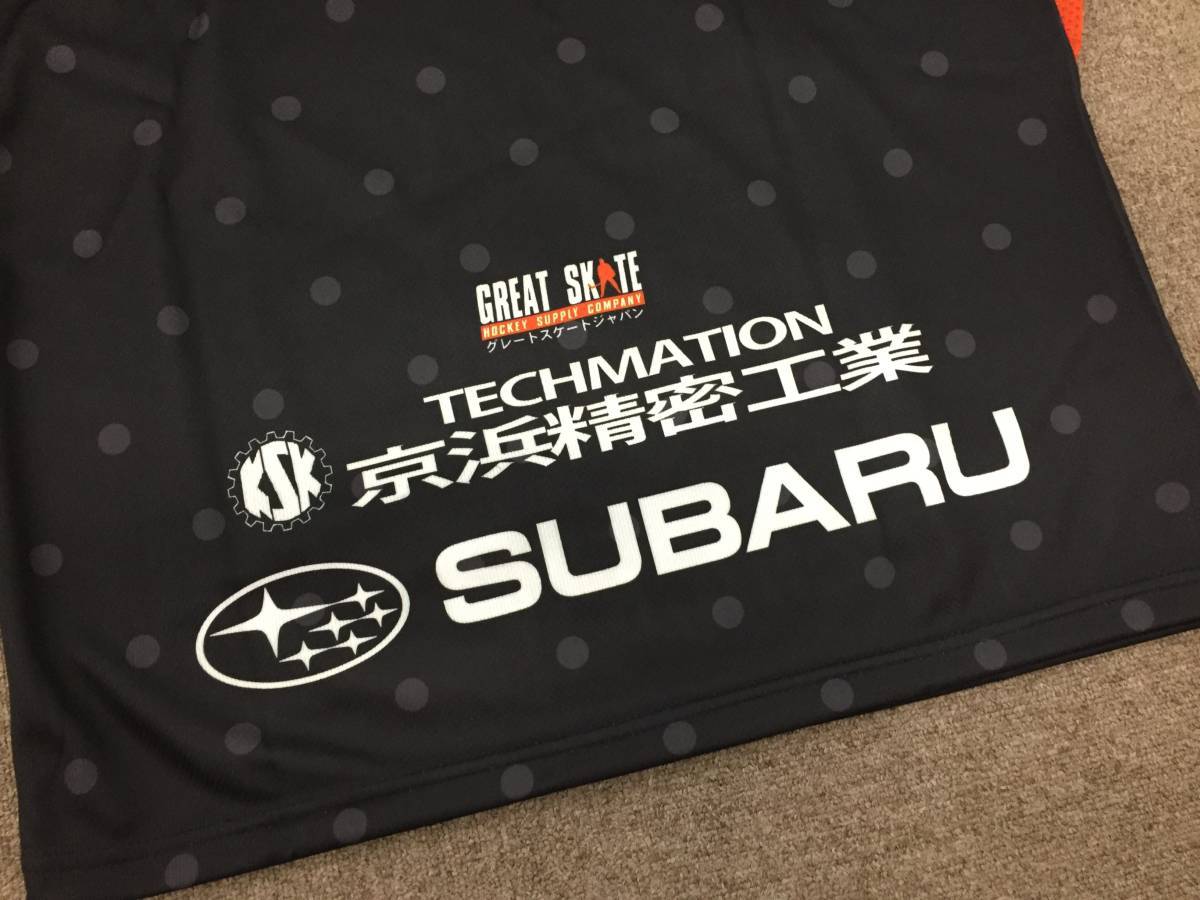 GREAT SKATE
HOCKEY SUPPLY COMPANY
グレートスケートジャパン
TECHMATION
KSK 京浜精密工業
SUBARU